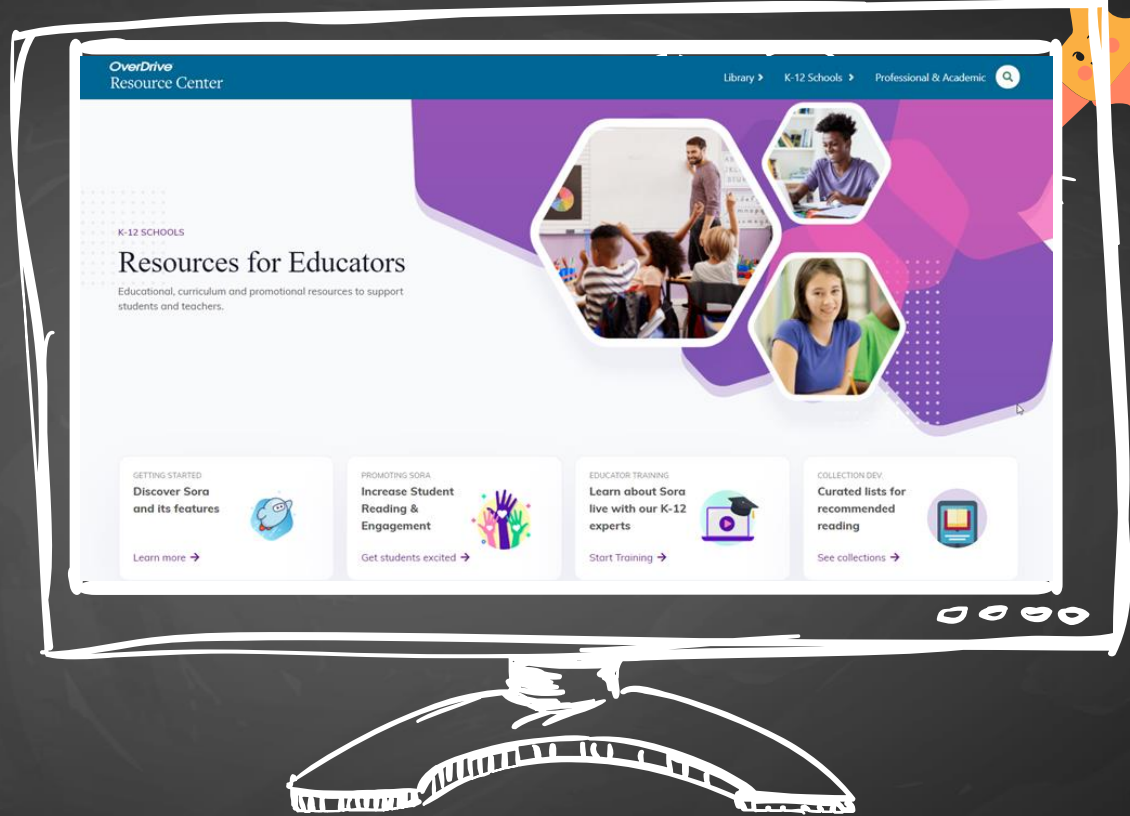 OverDrive
Resource Center
Library
K-12 Schools
Professional & Academic
K-12 SCHOOLS
Resources for Educators
Educational, curriculum and promotional resources to support
students and teachers.
GETTING STARTED
Discover Sora
and its features
Learn more
PROMOTING SORA
Increase Student
Reading &
Engagement
Get students excited
EDUCATOR TRAINING
Learn about Sora
live with our K-12
experts
Start Training
COLLECTION DEV.
Curated lists for
recommended
reading
See collections